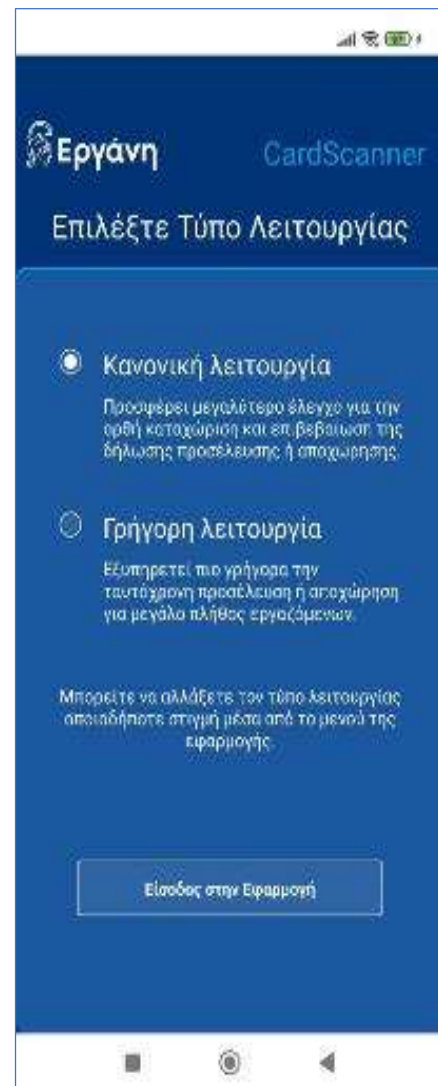 Εργάνη CardScanner
Επιλέξτε Τύπο Λειτουργίας
Κανονική λειτουργία
Προσφέρει μεγαλύτερο έλεγχο για την
ορθή καταχώριση και επιβεβαίωση της
δήλωσης προσέλευσης ή αποχώρησης.
Γρήγορη λειτουργία
Εξυπηρετεί πιο γρήγορα την
ταυτόχρονη προσέλευση ή αποχώρηση
για μεγάλο πλήθος εργαζόμενων.
Μπορείτε να αλλάξετε τον τύπο λειτουργίας
οποιαδήποτε στιγμή μέσα από το μενού της
εφαρμογής
Είσοδος στην Εφαρμογή